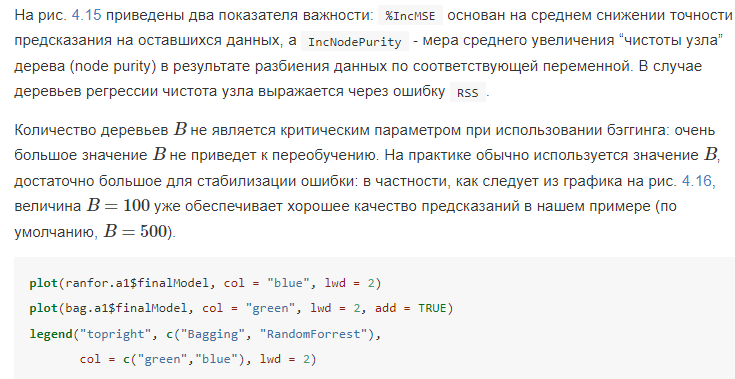 На рис. 4.15 приведены два показателя важности: %IncMSE основан на среднем снижении точности
предсказания на оставшихся данных, а IncNodePurity - мера среднего увеличения “чистоты узла”
дерева (node purity) в результате разбиения данных по соответствующей переменной. В случае
деревьев регрессии чистота узла выражается через ошибку RSS .
Количество деревьев B не является критическим параметром при использовании бэггинга: очень
большое значение B не приведет к переобучению. На практике обычно используется значение B,
достаточно большое для стабилизации ошибки: в частности, как следует из графика на рис. 4.16,
величина B = 100 уже обеспечивает хорошее качество предсказаний в нашем примере (по
умолчанию, B = 500).
plot(ranfor.a1$finalModel, col = "blue", lwd = 2)
plot(bag.a1$finalModel, col = "green", lwd = 2, add = TRUE)
legend("topright", c("Bagging", "RandomForrest"),
col = c("green","blue"), lwd = 2)